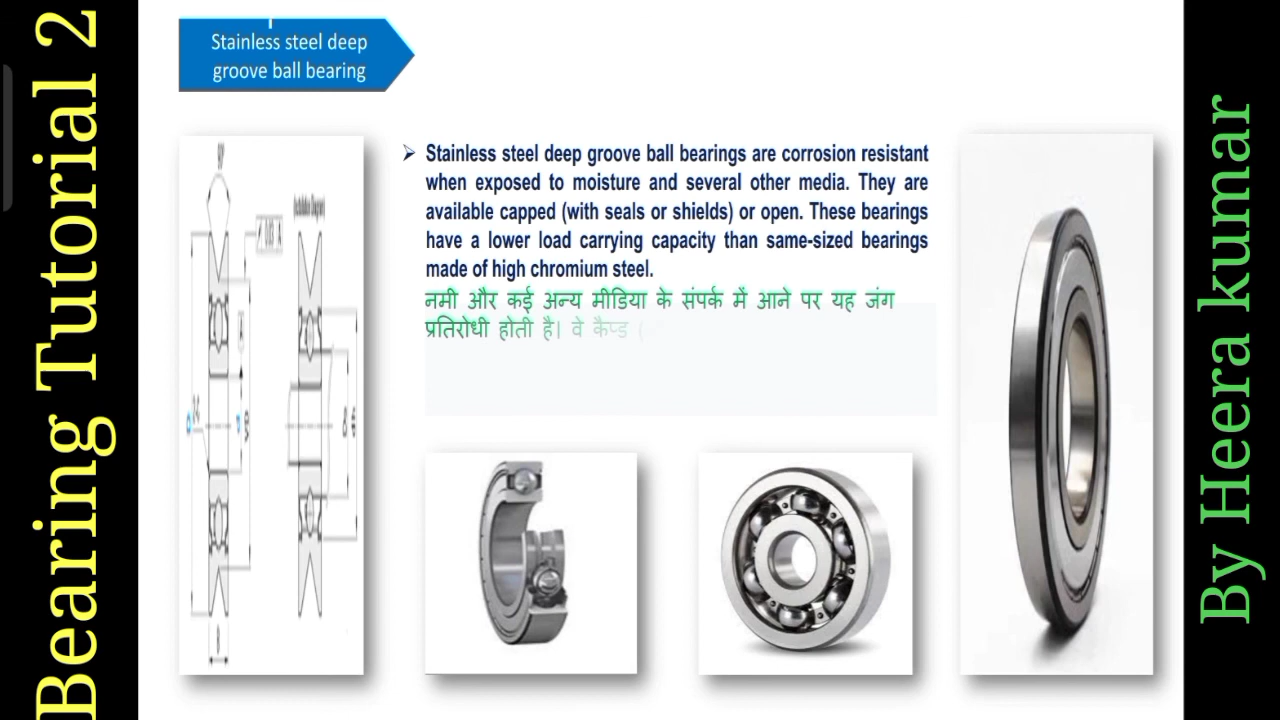 Bearing Tutorial 2
Stainless steel deep
groove ball bearing
Stainless steel deep groove ball bearings are corrosion resistant
when exposed to moisture and several other media. They are
available capped (with seals or shields) or open. These bearings
have a lower load carrying capacity than same-sized bearings
made of high chromium steel.
नमी और कई अन्य मीडिया के संपर्क में आने पर यह जंग
प्रतिरोधी होती है। वे कैप्ड (
By Heera kumar